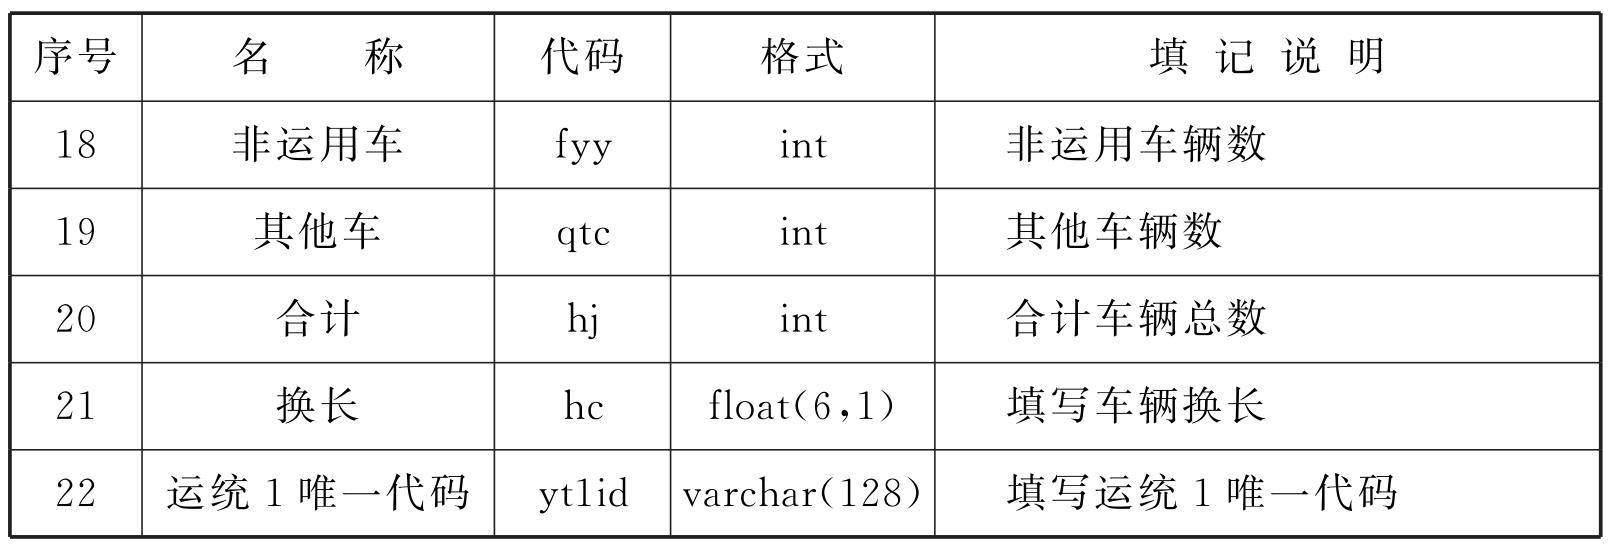 序号 名 称 代码 格式 填 记 说 明
18 非运用车 fyy int 非运用车辆数
19 其他车 qtc int 其他车辆数
20 合计 hj int 合计车辆总数
21 换长 hc float(6,1) 填写车辆换长
22 运统1唯一代码 yt1id varchar(128) 填写运统1唯一代码